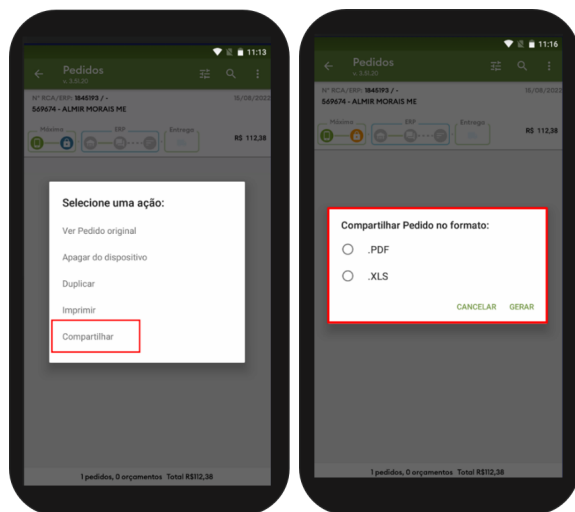 11:13
Pedidos
v. 3.51.20
N° RCA/ERP: 1845193 / -
15/08/2022
569674 - ALMIR MORAIS ME
Máxima
ERP
Entrega
R$ 112,38
Selecione uma ação:
Ver Pedido original
Apagar do dispositivo
Duplicar
Imprimir
Compartilhar
1 pedidos, 0 orçamentos Total R$112,38
11:16
Pedidos
v. 3.51.20
N° RCA/ERP: 1845193 / -
15/08/2022
569674 - ALMIR MORAIS ME
Máxima
ERP
Entrega
R$ 112,38
Compartilhar Pedido no formato:
.PDF
.XLS
CANCELAR GERAR
1 pedidos, 0 orçamentos Total R$112,38